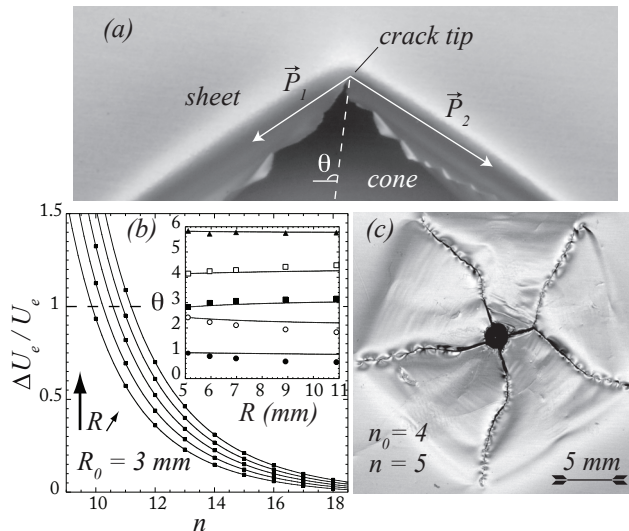 (a)
crack tip
sheet
P⃗₁
P⃗₂
θ
cone
(b)
1.5
1
0.5
0
ΔUₑ / Uₑ
R
R₀ = 3 mm
10 12 14 16 18
n
6
5
4
3
2
1
0
θ
5 6 7 8 9 10 11
R (mm)
(c)
n₀ = 4
n = 5
5 mm